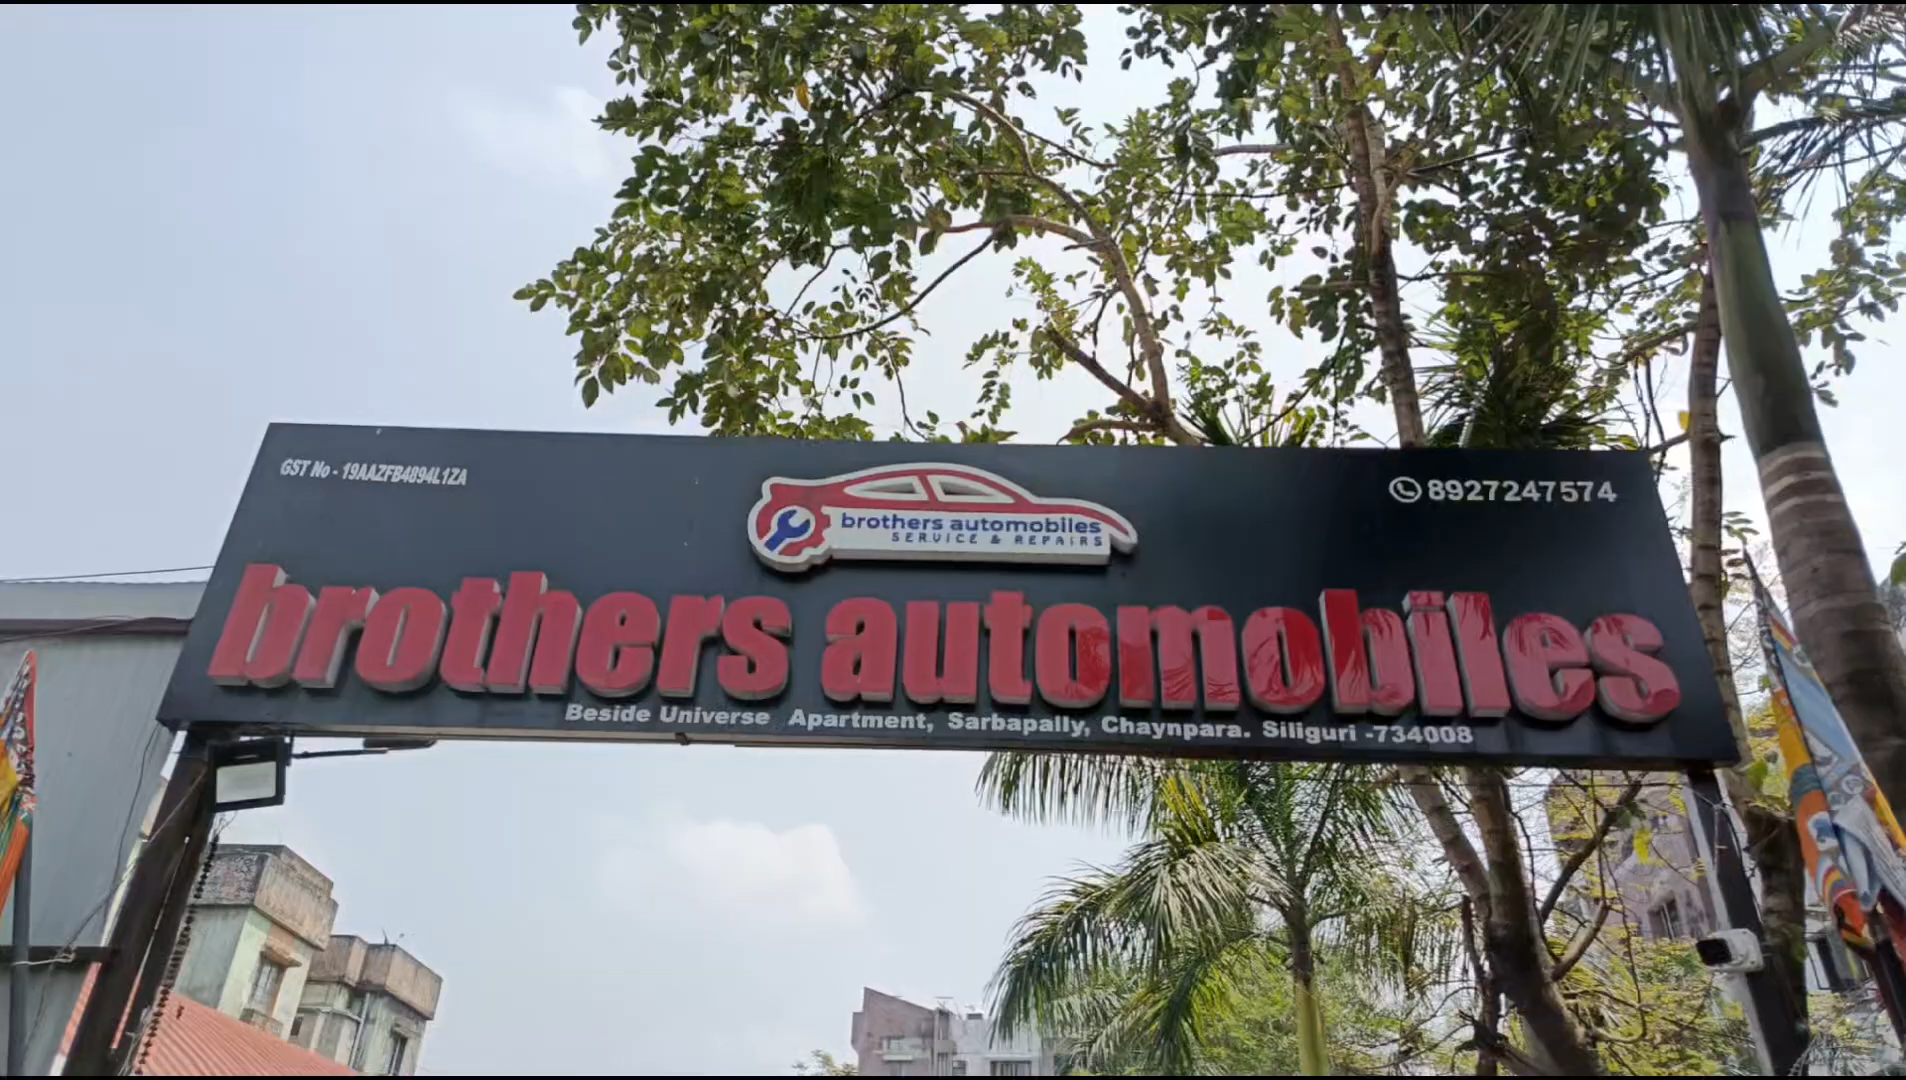 GST No - 19AAZFB4894L1ZA
8927247574
brothers automobiles
SERVICE & REPAIRS
brothers automobiles
Beside Universe Apartment, Sarbapally, Chaynpara. Siliguri -734008